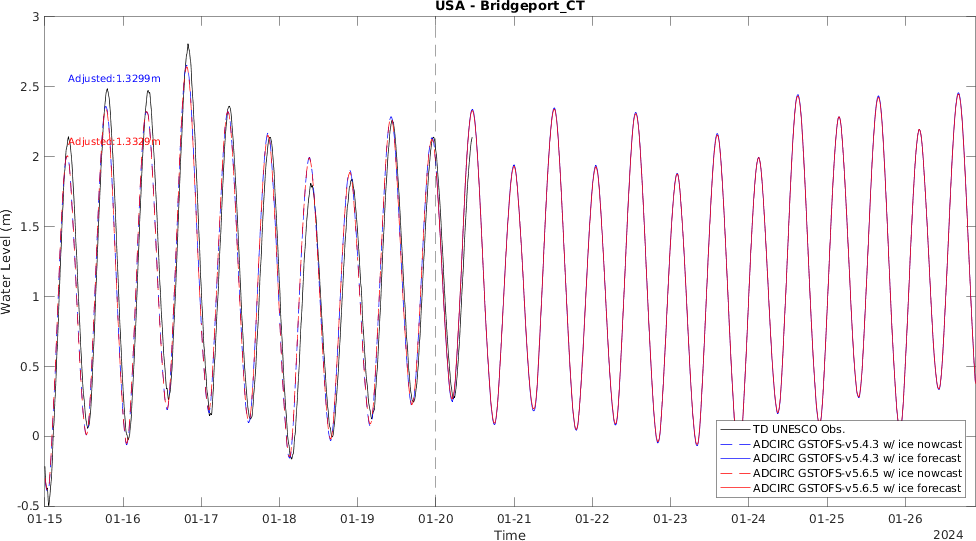 USA - Bridgeport_CT
3
2.5
2
1.5
1
0.5
0
-0.5
Water Level (m)
Adjusted:1.3299m
Adjusted:1.3329m
TD UNESCO Obs.
ADCIRC GSTOFS-v5.4.3 w/ ice nowcast
ADCIRC GSTOFS-v5.4.3 w/ ice forecast
ADCIRC GSTOFS-v5.6.5 w/ ice nowcast
ADCIRC GSTOFS-v5.6.5 w/ ice forecast
01-15 01-16 01-17 01-18 01-19 01-20 01-21 01-22 01-23 01-24 01-25 01-26
Time
2024